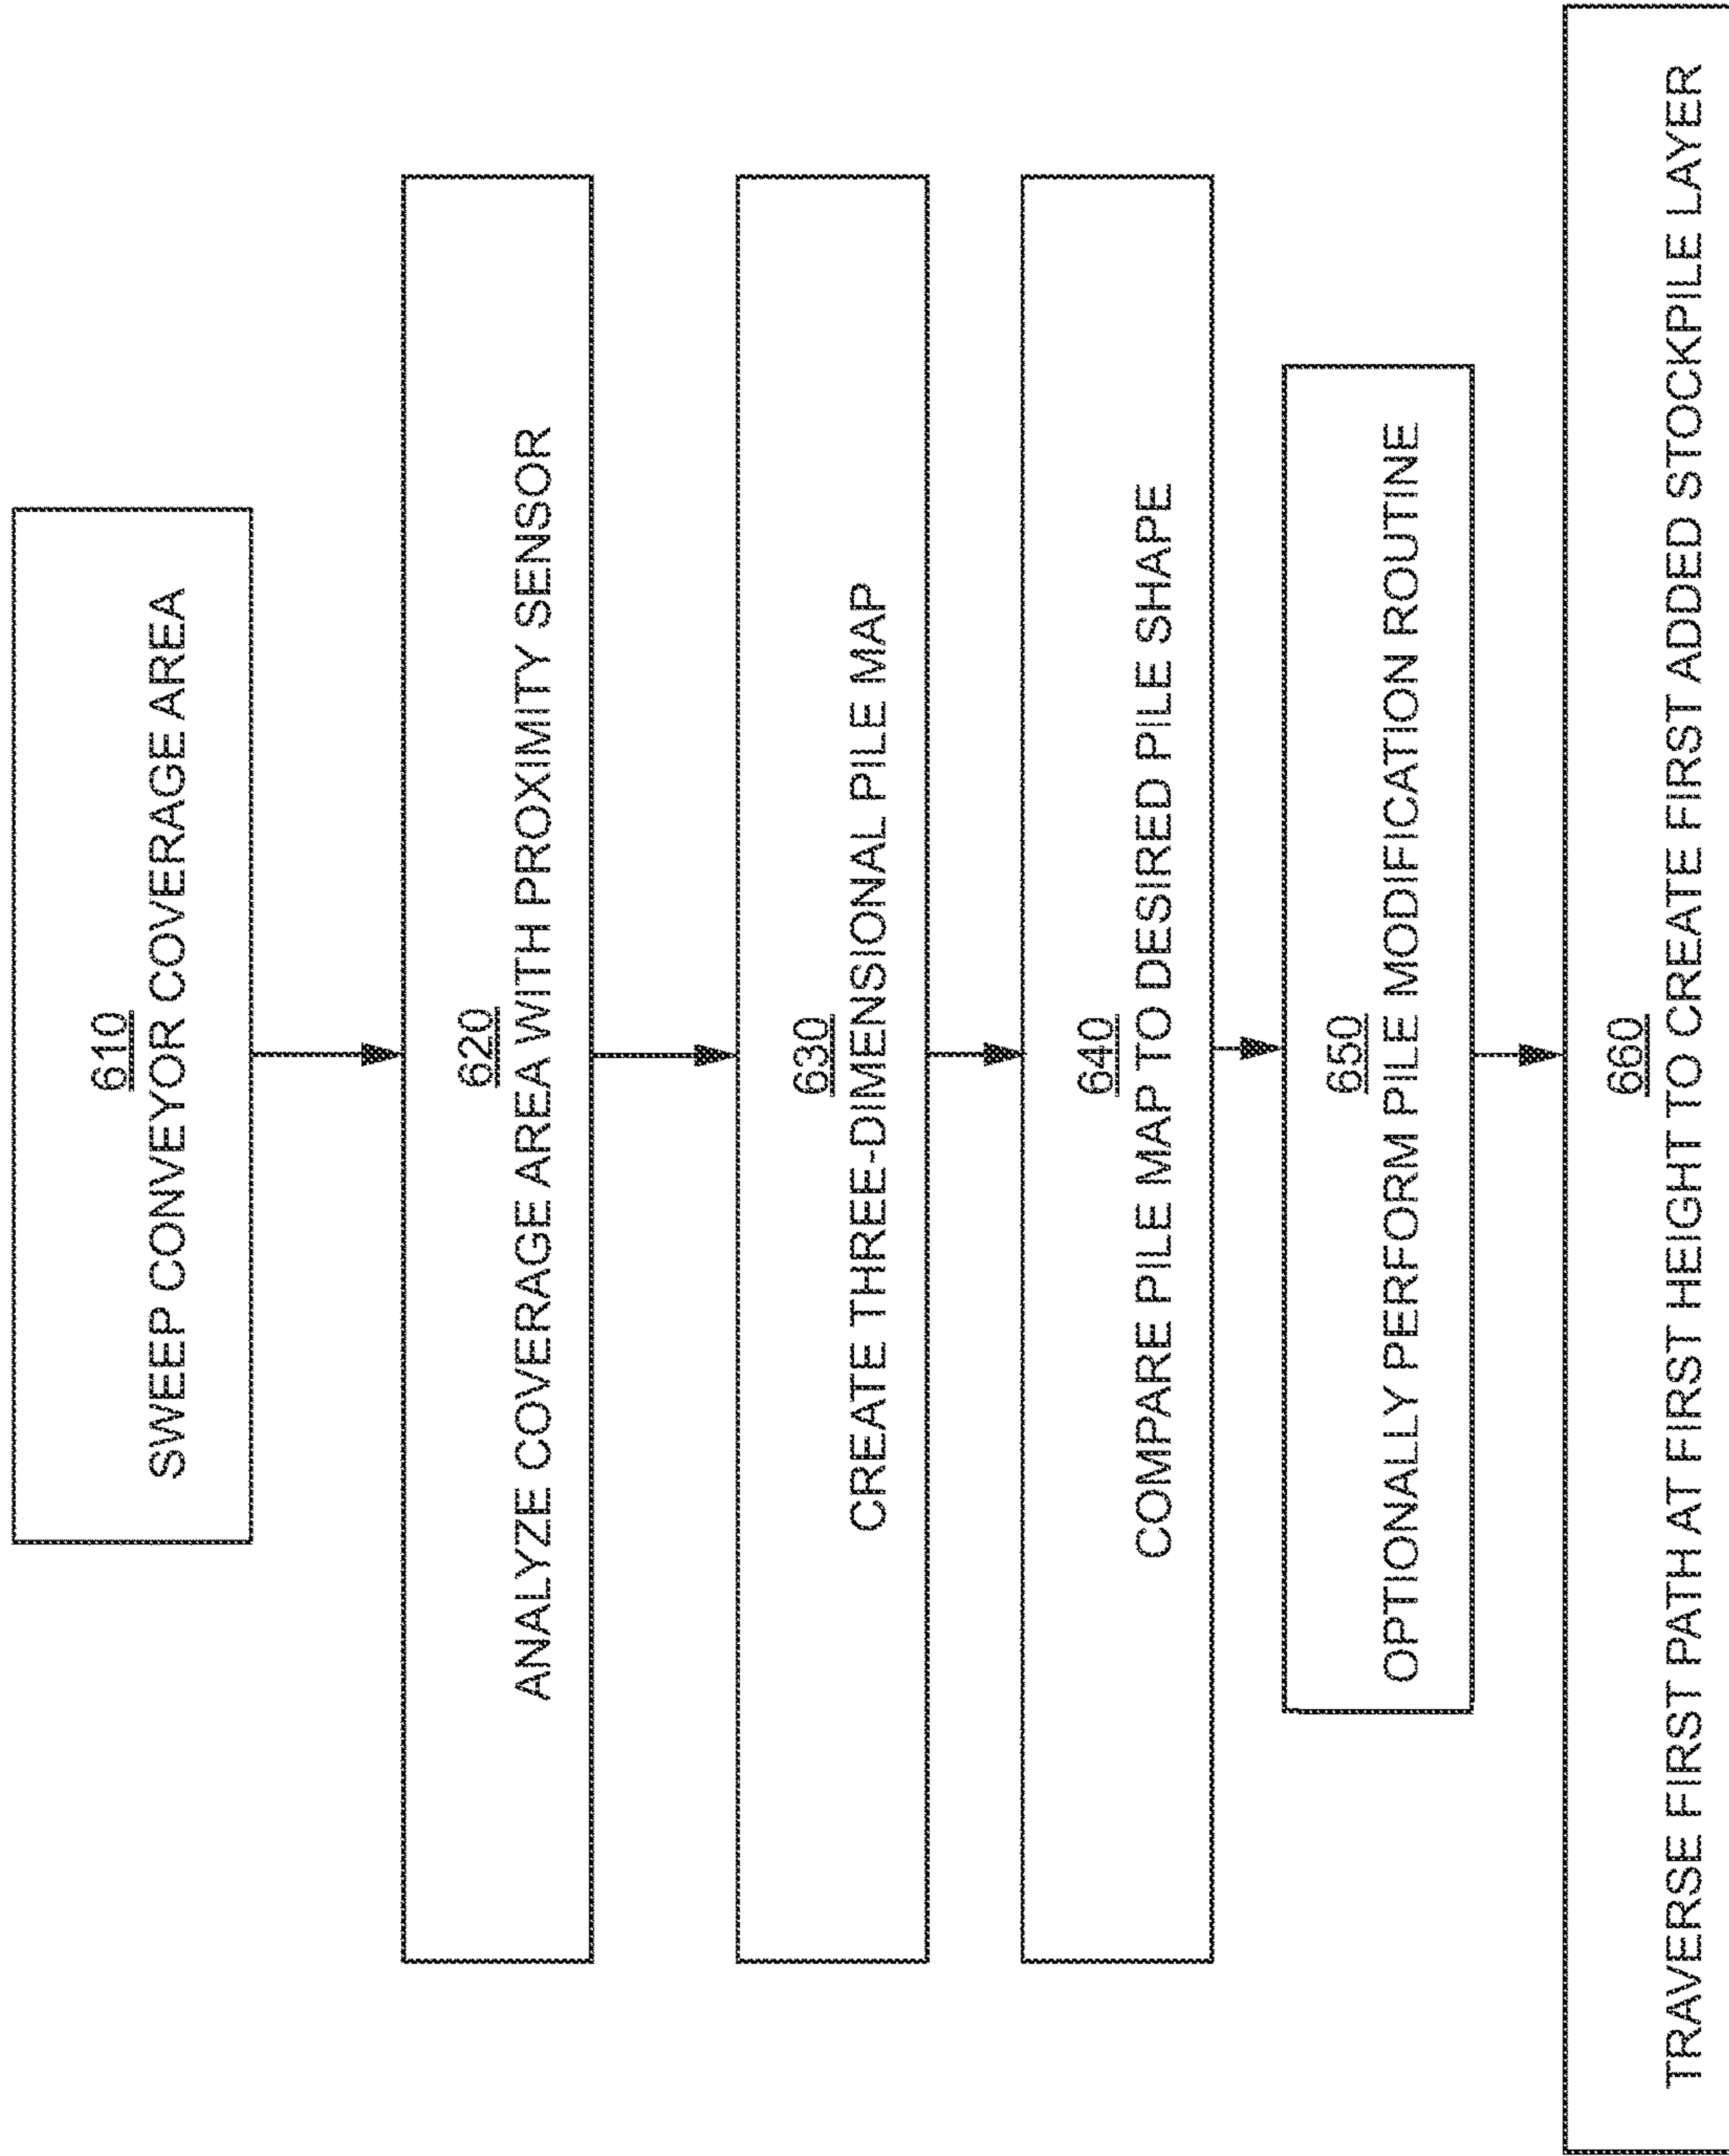 610
SWEEP CONVEYOR COVERAGE AREA
620
ANALYZE COVERAGE AREA WITH PROXIMITY SENSOR
630
CREATE THREE-DIMENSIONAL PILE MAP
640
COMPARE PILE MAP TO DESIRED PILE SHAPE
650
OPTIONALLY PERFORM PILE MODIFICATION ROUTINE
660
TRAVERSE FIRST PATH AT FIRST HEIGHT TO CREATE FIRST ADDED STOCKPILE LAYER